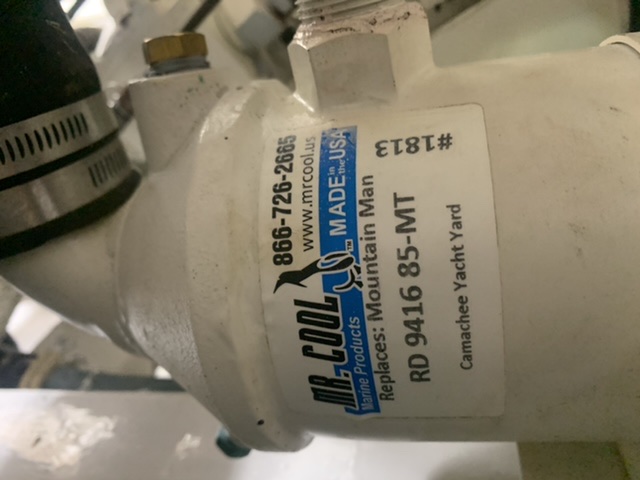 866-726-2665
www.mrcool.us
MR. COOL
Marine Products
™ MADE in the USA
Replaces: Mountain Man
RD 9416 85-MT
Camachee Yacht Yard
#1813